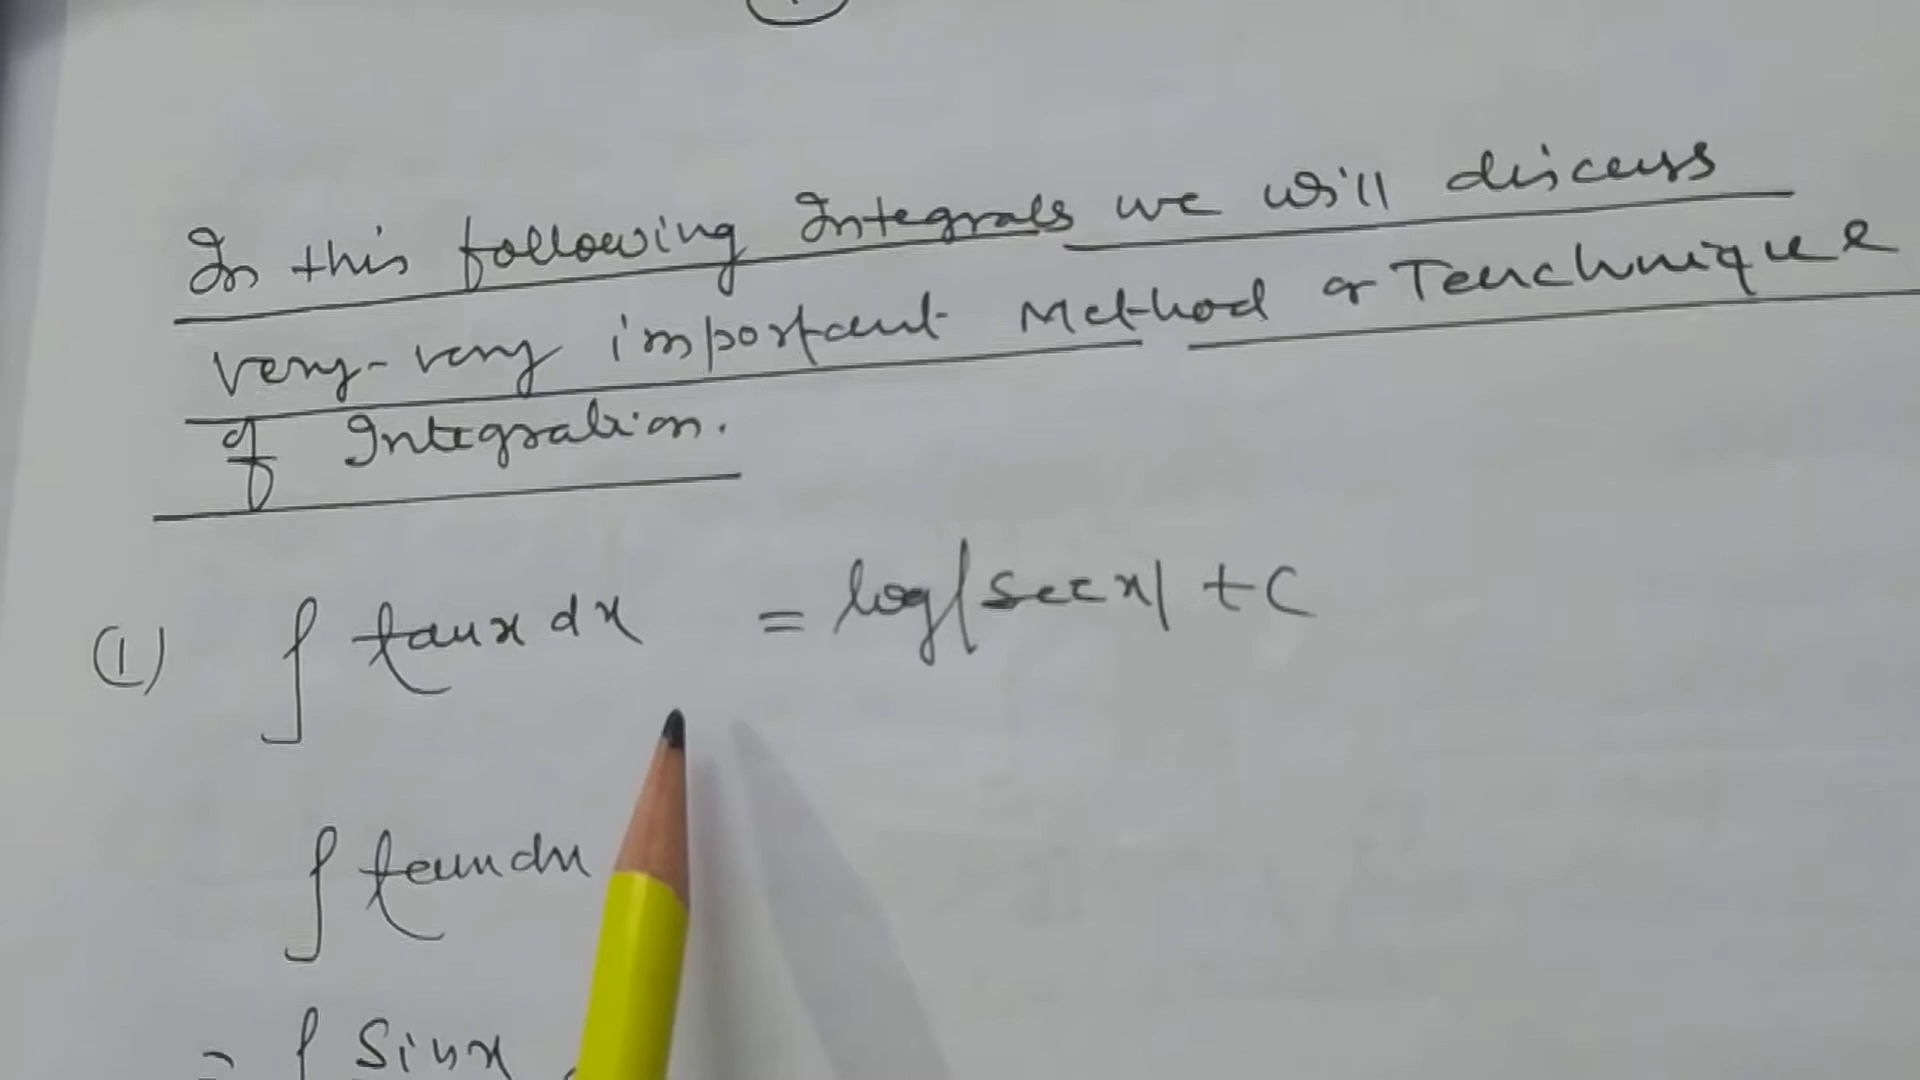 In this following Integrals we will discuss
very-very important Method or Teuchnique
of Integration.
(1) ∫ tanx dx = log|secx| + C
∫ tanx dx
= ∫ Sinx